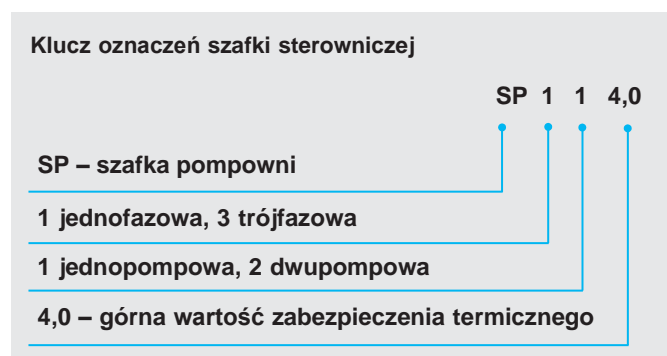 Klucz oznaczeń szafki sterowniczej
SP 1 1 4,0
SP – szafka pompowni
1 jednofazowa, 3 trójfazowa
1 jednopompowa, 2 dwupompowa
4,0 – górna wartość zabezpieczenia termicznego